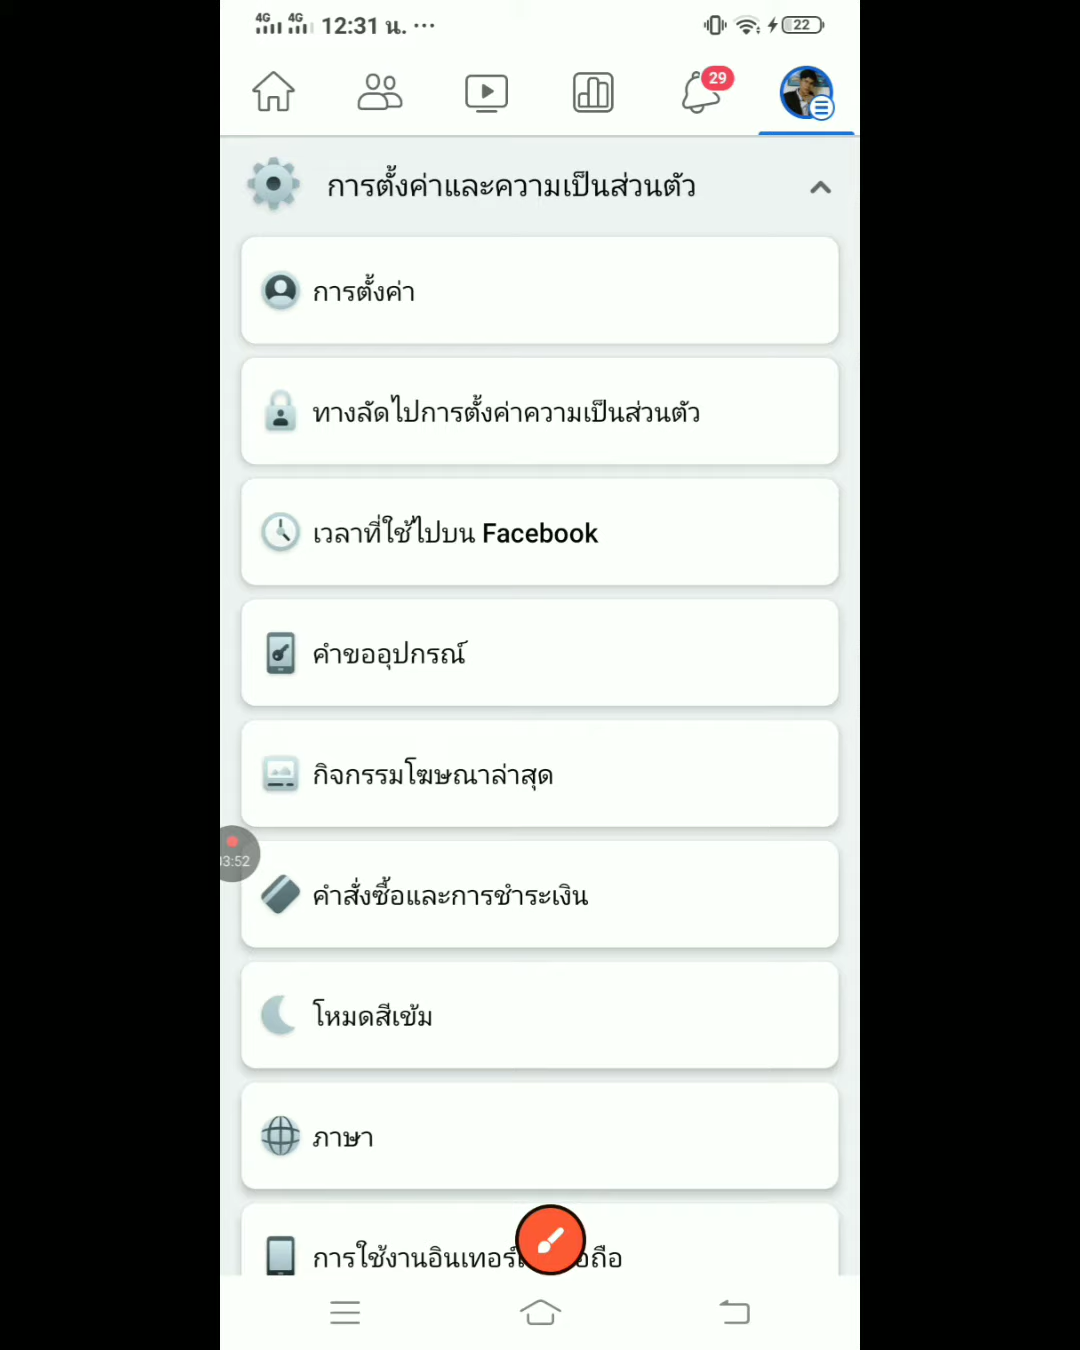 4G 4G 12:31 น. ... 22
29
การตั้งค่าและความเป็นส่วนตัว
การตั้งค่า
ทางลัดไปการตั้งค่าความเป็นส่วนตัว
เวลาที่ใช้ไปบน Facebook
คำขออุปกรณ์
กิจกรรมโฆษณาล่าสุด
3:52
คำสั่งซื้อและการชำระเงิน
โหมดสีเข้ม
ภาษา
การใช้งานอินเทอร์